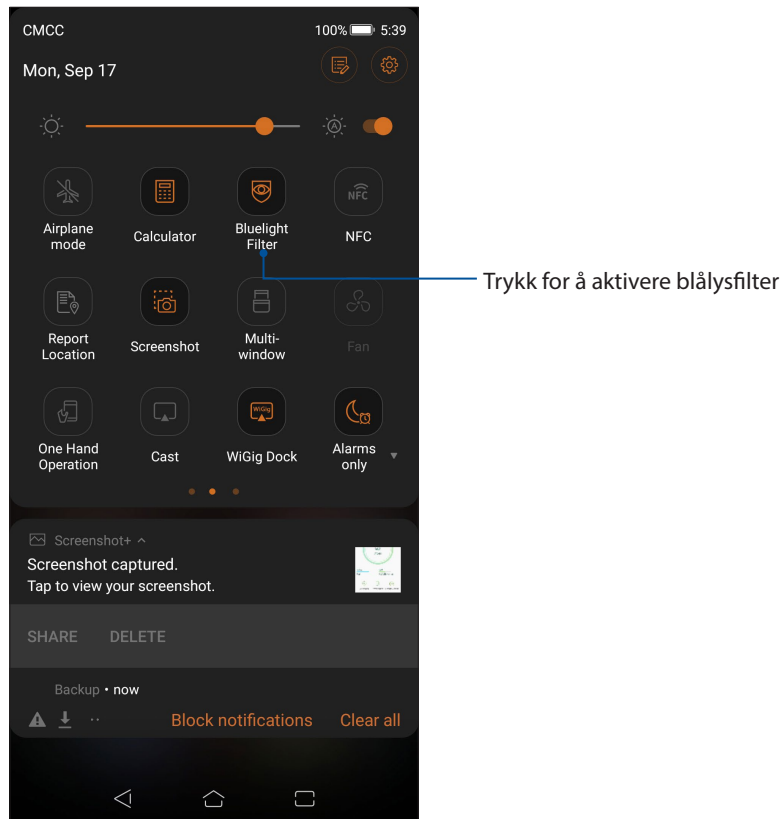 CMCC
100% 5:39
Mon, Sep 17
A
NFC
Airplane
mode
Calculator
Bluelight
Filter
NFC
Trykk for å aktivere blålysfilter
Report
Location
Screenshot
Multi-
window
Fan
WiGig
One Hand
Operation
Cast
WiGig Dock
Alarms
only
Screenshot+
Screenshot captured.
Tap to view your screenshot.
SHARE DELETE
Backup • now
Block notifications Clear all